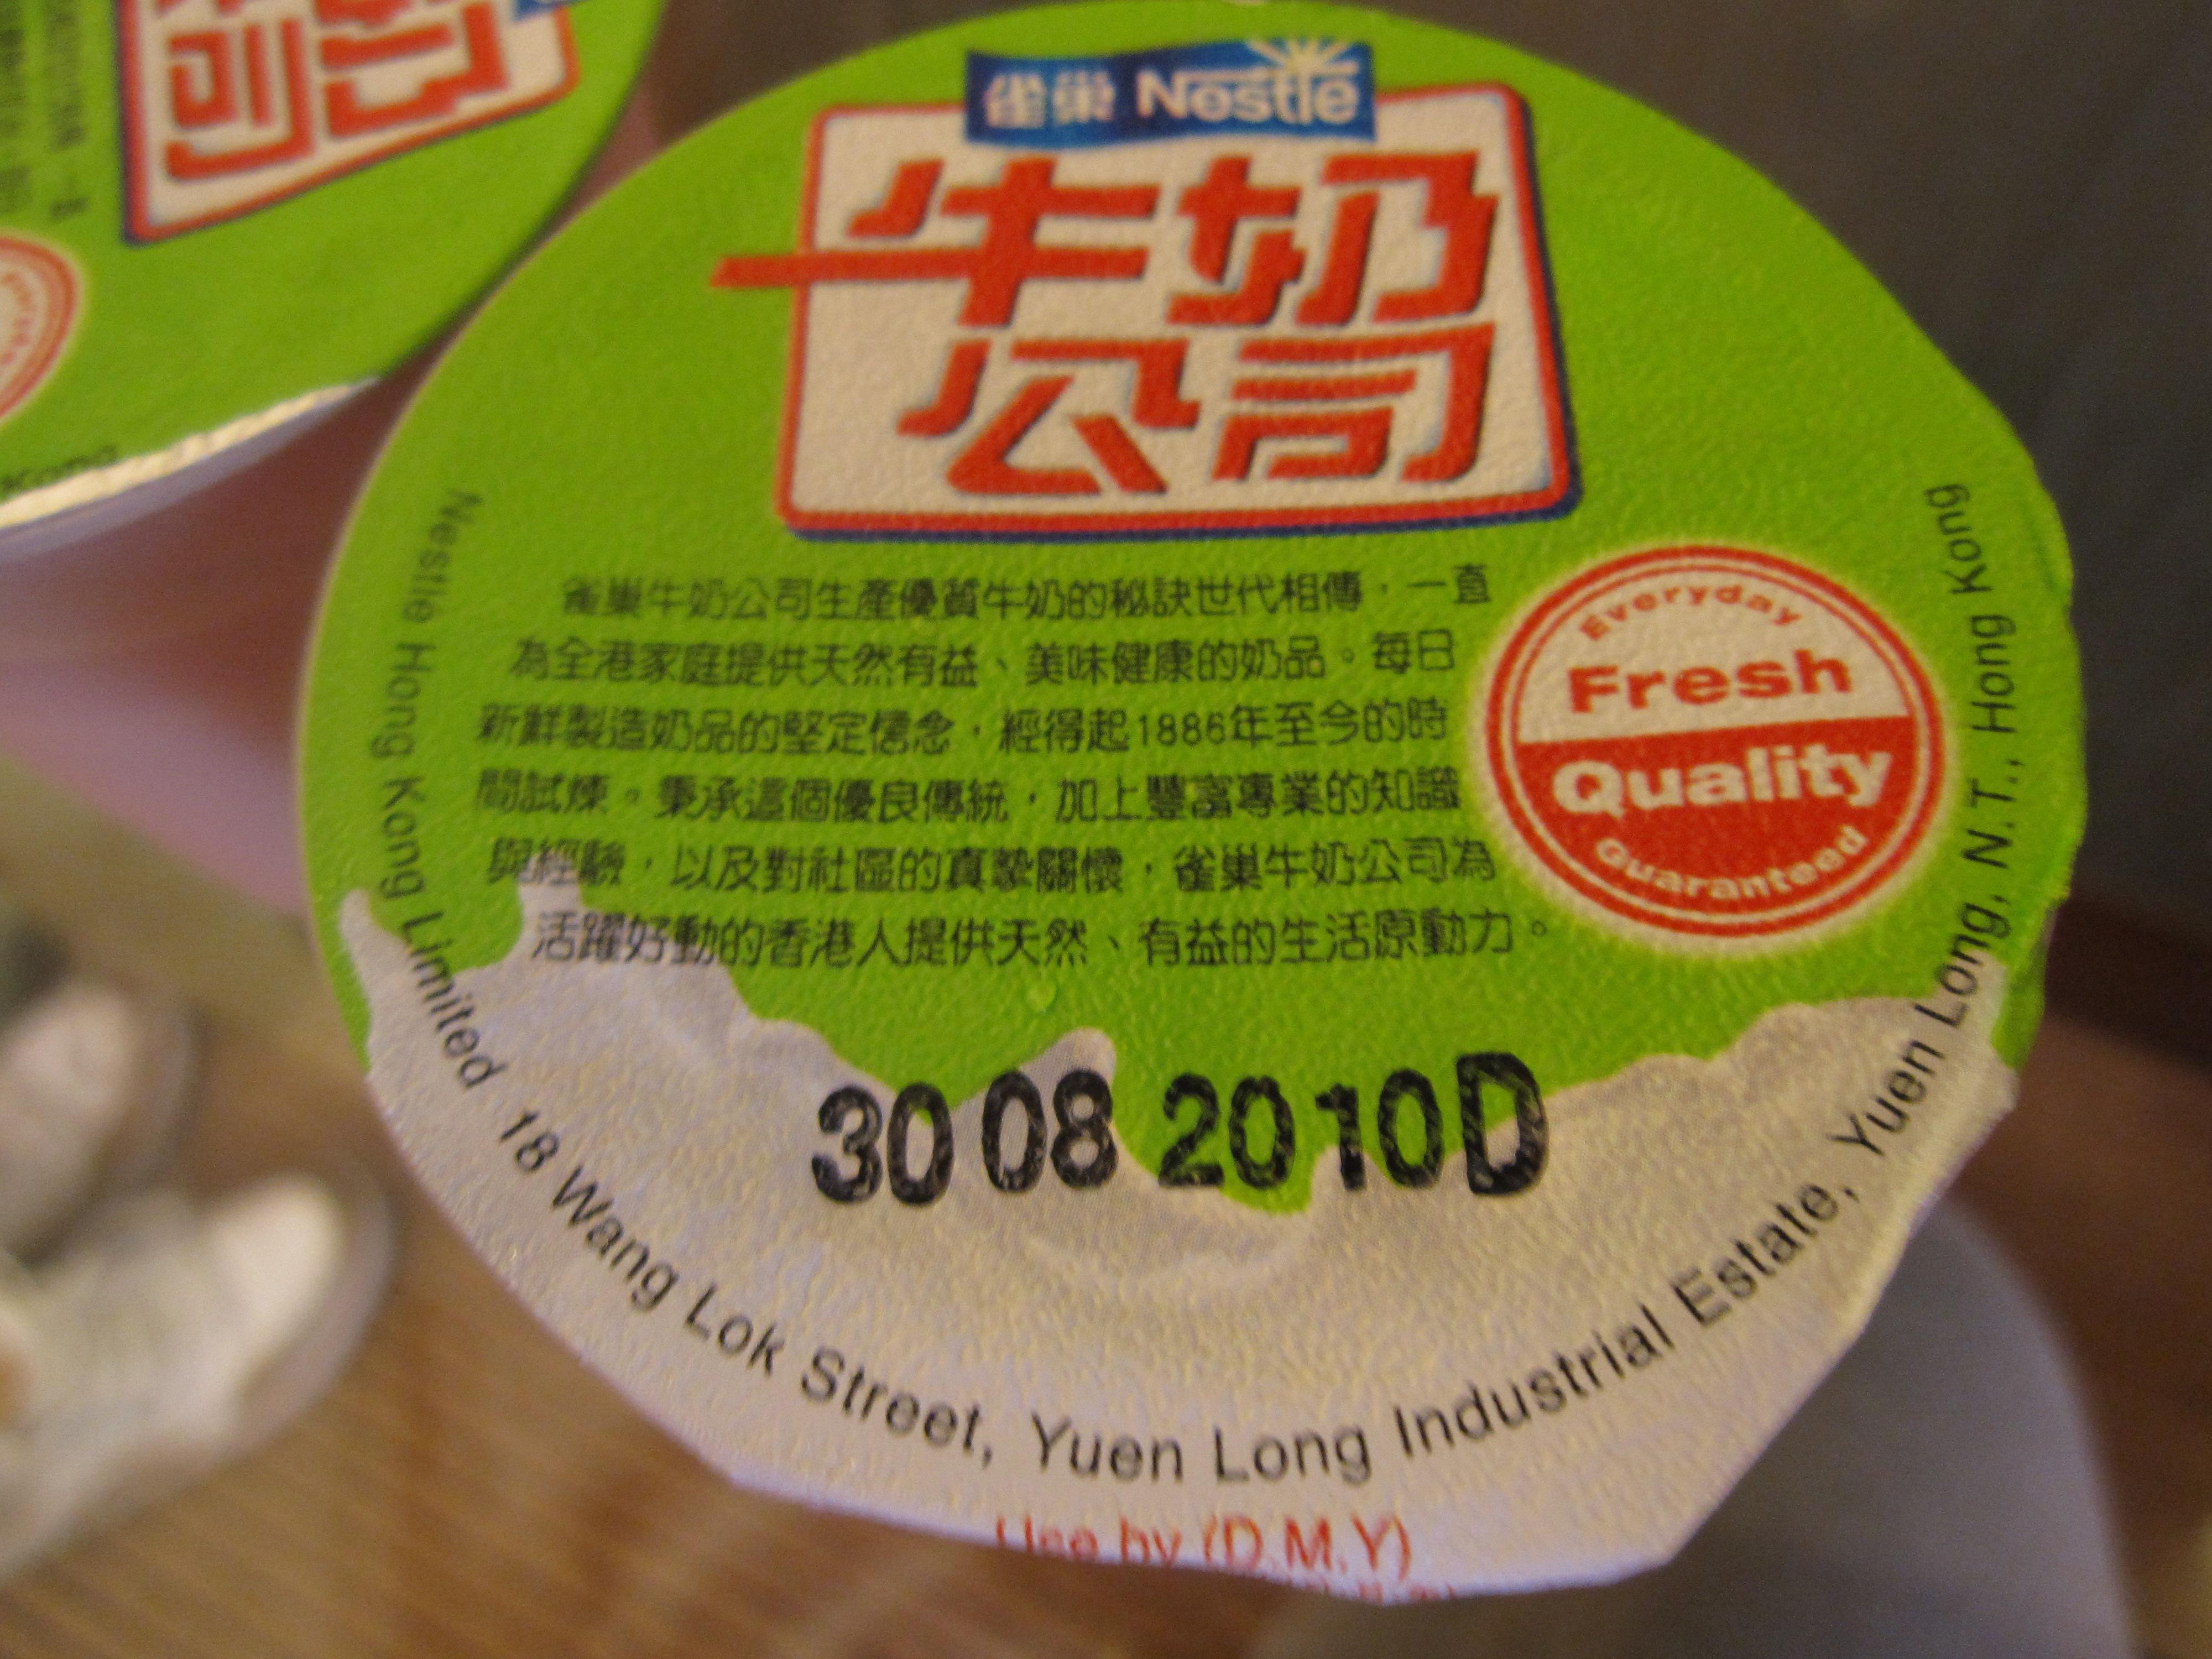 雀巢 Nestlé
牛奶
公司
雀巢牛奶公司生產優質牛奶的秘訣世代相傳，一直
為全港家庭提供天然有益、美味健康的奶品。每日
新鮮製造奶品的堅定信念，經得起1886年至今的時
間試煉。秉承這個優良傳統，加上豐富專業的知識
與經驗，以及對社區的真摯關懷，雀巢牛奶公司為
活躍好動的香港人提供天然、有益的生活原動力。
Everyday
Fresh
Quality
Guaranteed
30 08 2010D
Nestlé Hong Kong Limited 18 Wang Lok Street, Yuen Long Industrial Estate, Yuen Long, N.T., Hong Kong
Use by (D.M.Y)
奶
司
Kong